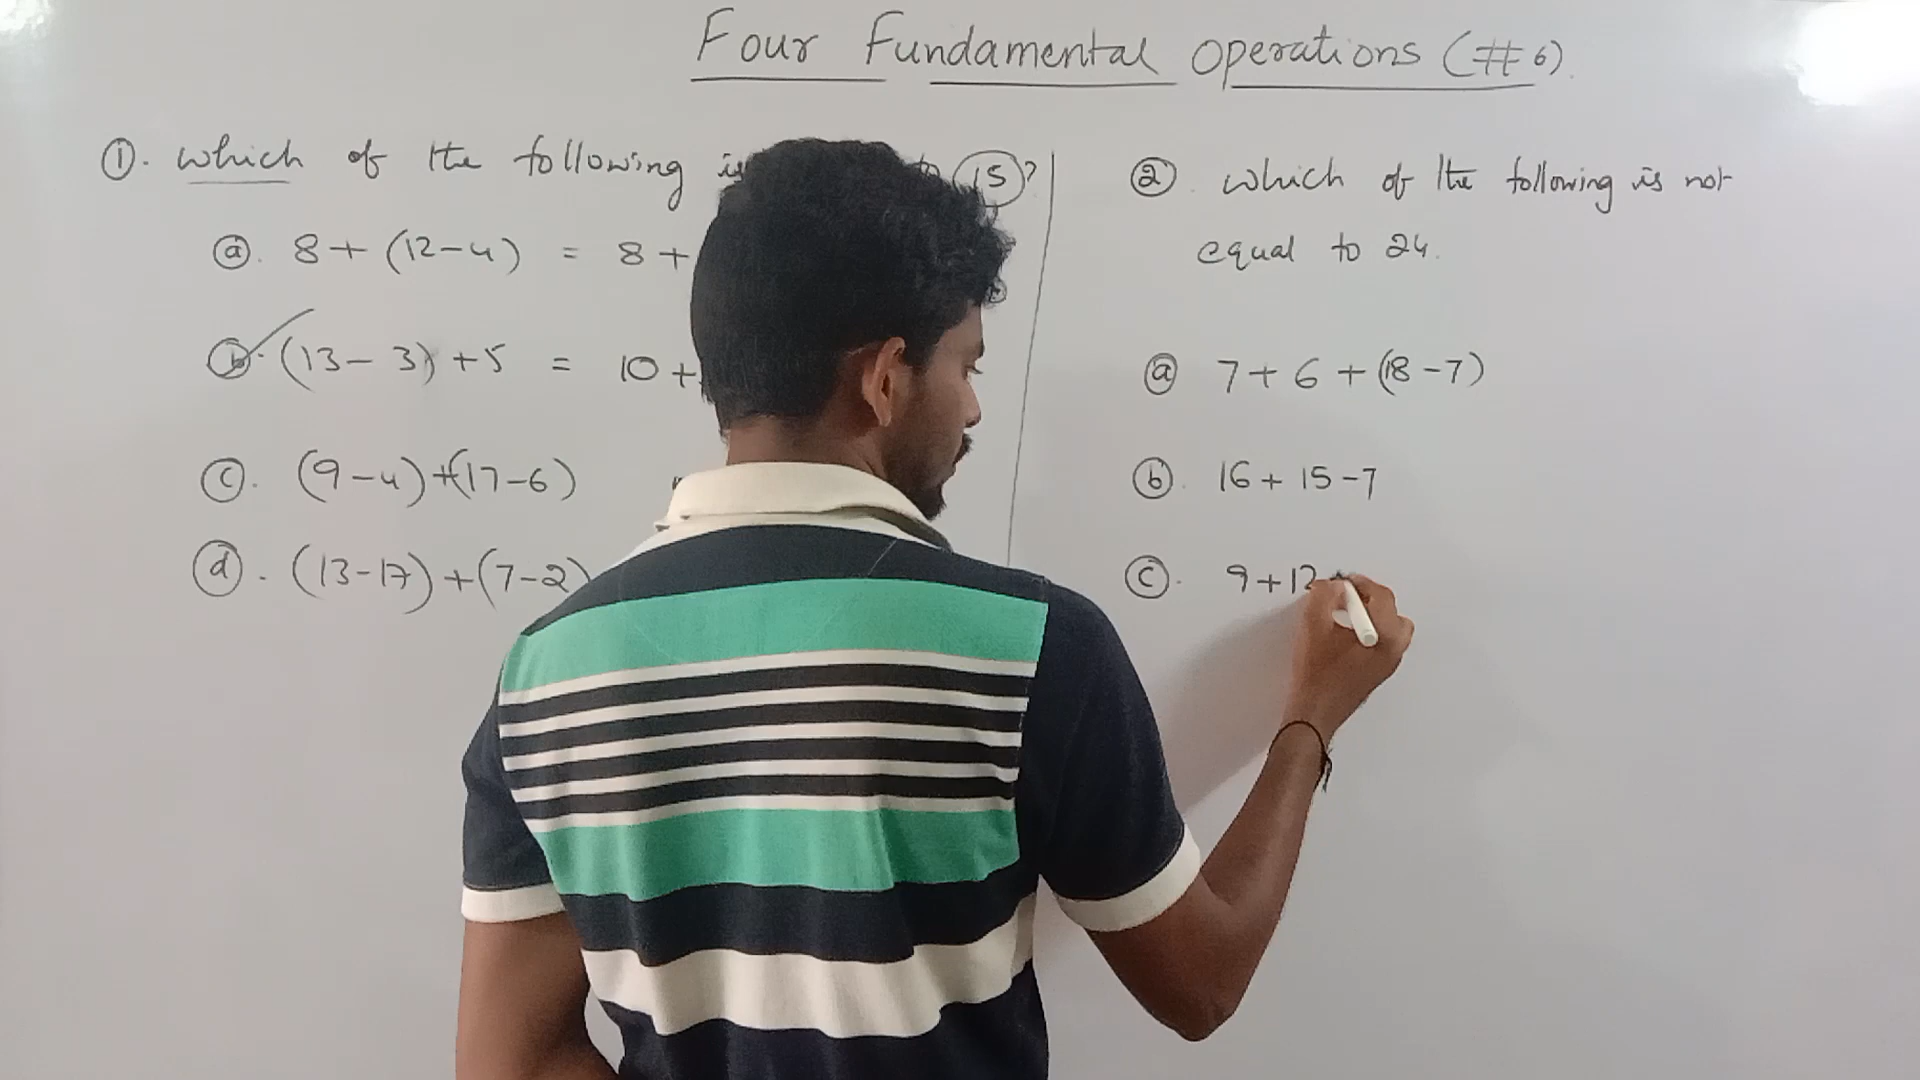 Four Fundamental Operations (#6).
①. which of the following is 15?
ⓐ. 8+(12-4) = 8+
ⓑ. (13-3)+5 = 10+
ⓒ. (9-4)+(17-6)
ⓓ. (13-17)+(7-2)
② which of the following is not
equal to 24.
ⓐ 7+6+(18-7)
ⓑ. 16+15-7
ⓒ. 9+12